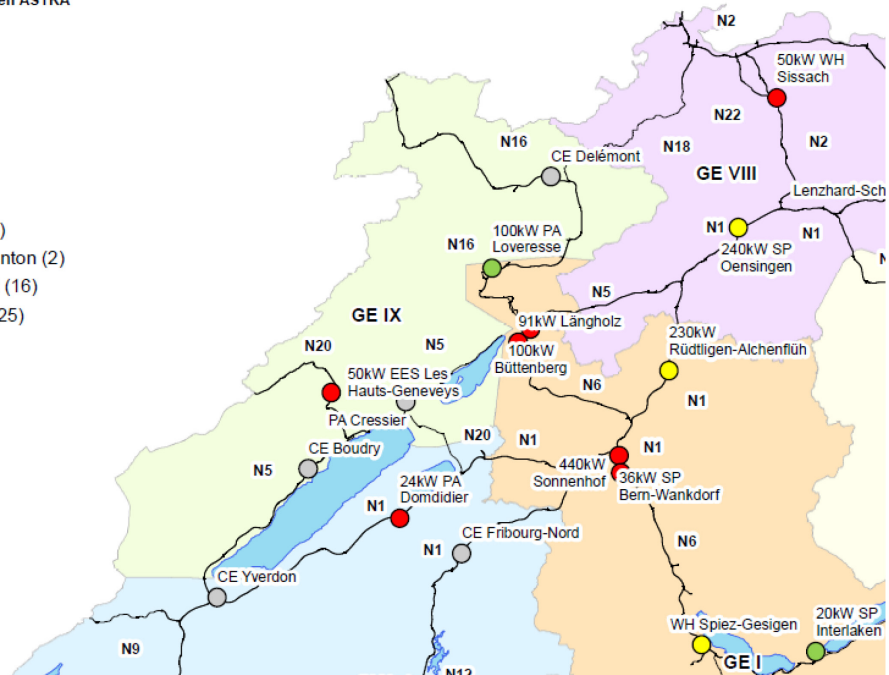 ASTRA
N2
50kW WH
Sissach
N22
N16
N18
N2
CE Delémont
GE VIII
Lenzhard-Sch
100kW PA
Loveresse
N16
N1
N1
240kW SP
Oensingen
N5
91kW Längholz
GE IX
230kW
Rüdtligen-Alchenflüh
N20
N5
100kW
Büttenberg
50kW EES Les
Hauts-Geneveys
N6
N1
PA Cressier
N20
N1
N1
CE Boudry
440kW
Sonnenhof
36kW SP
Bern-Wankdorf
N5
24kW PA
Domdidier
N1
CE Fribourg-Nord
N1
N6
CE Yverdon
20kW SP
Interlaken
WH Spiez-Gesigen
N9
GE I
N12
)
nton (2)
(16)
25)